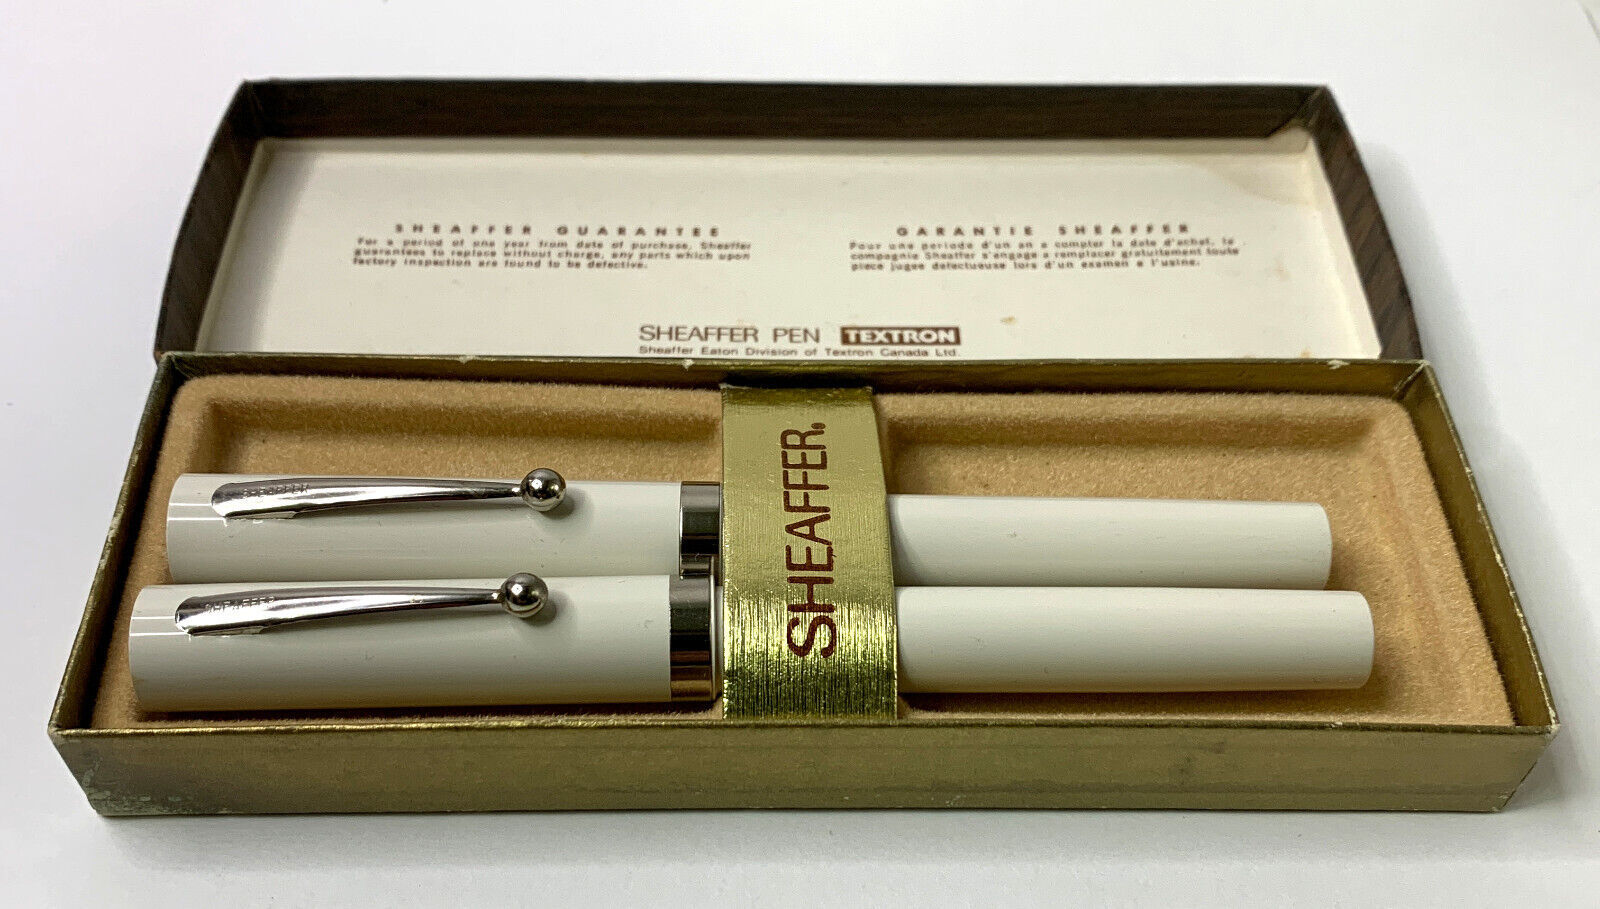 SHEAFFER GUARANTEE
For a period of one year from date of purchase, Sheaffer
guarantees to replace without charge, any parts which upon
factory inspection are found to be defective.
GARANTIE SHEAFFER
Pour une periode d'un an a compter la date d'achat, la
compagnie Sheaffer s'engage a remplacer gratuitement toute
piece jugee defectueuse lors d'un examen a l'usine.
SHEAFFER PEN TEXTRON
Sheaffer Eaton Division of Textron Canada Ltd.
SHEAFFER.
SHEAFFER
SHEAFFER